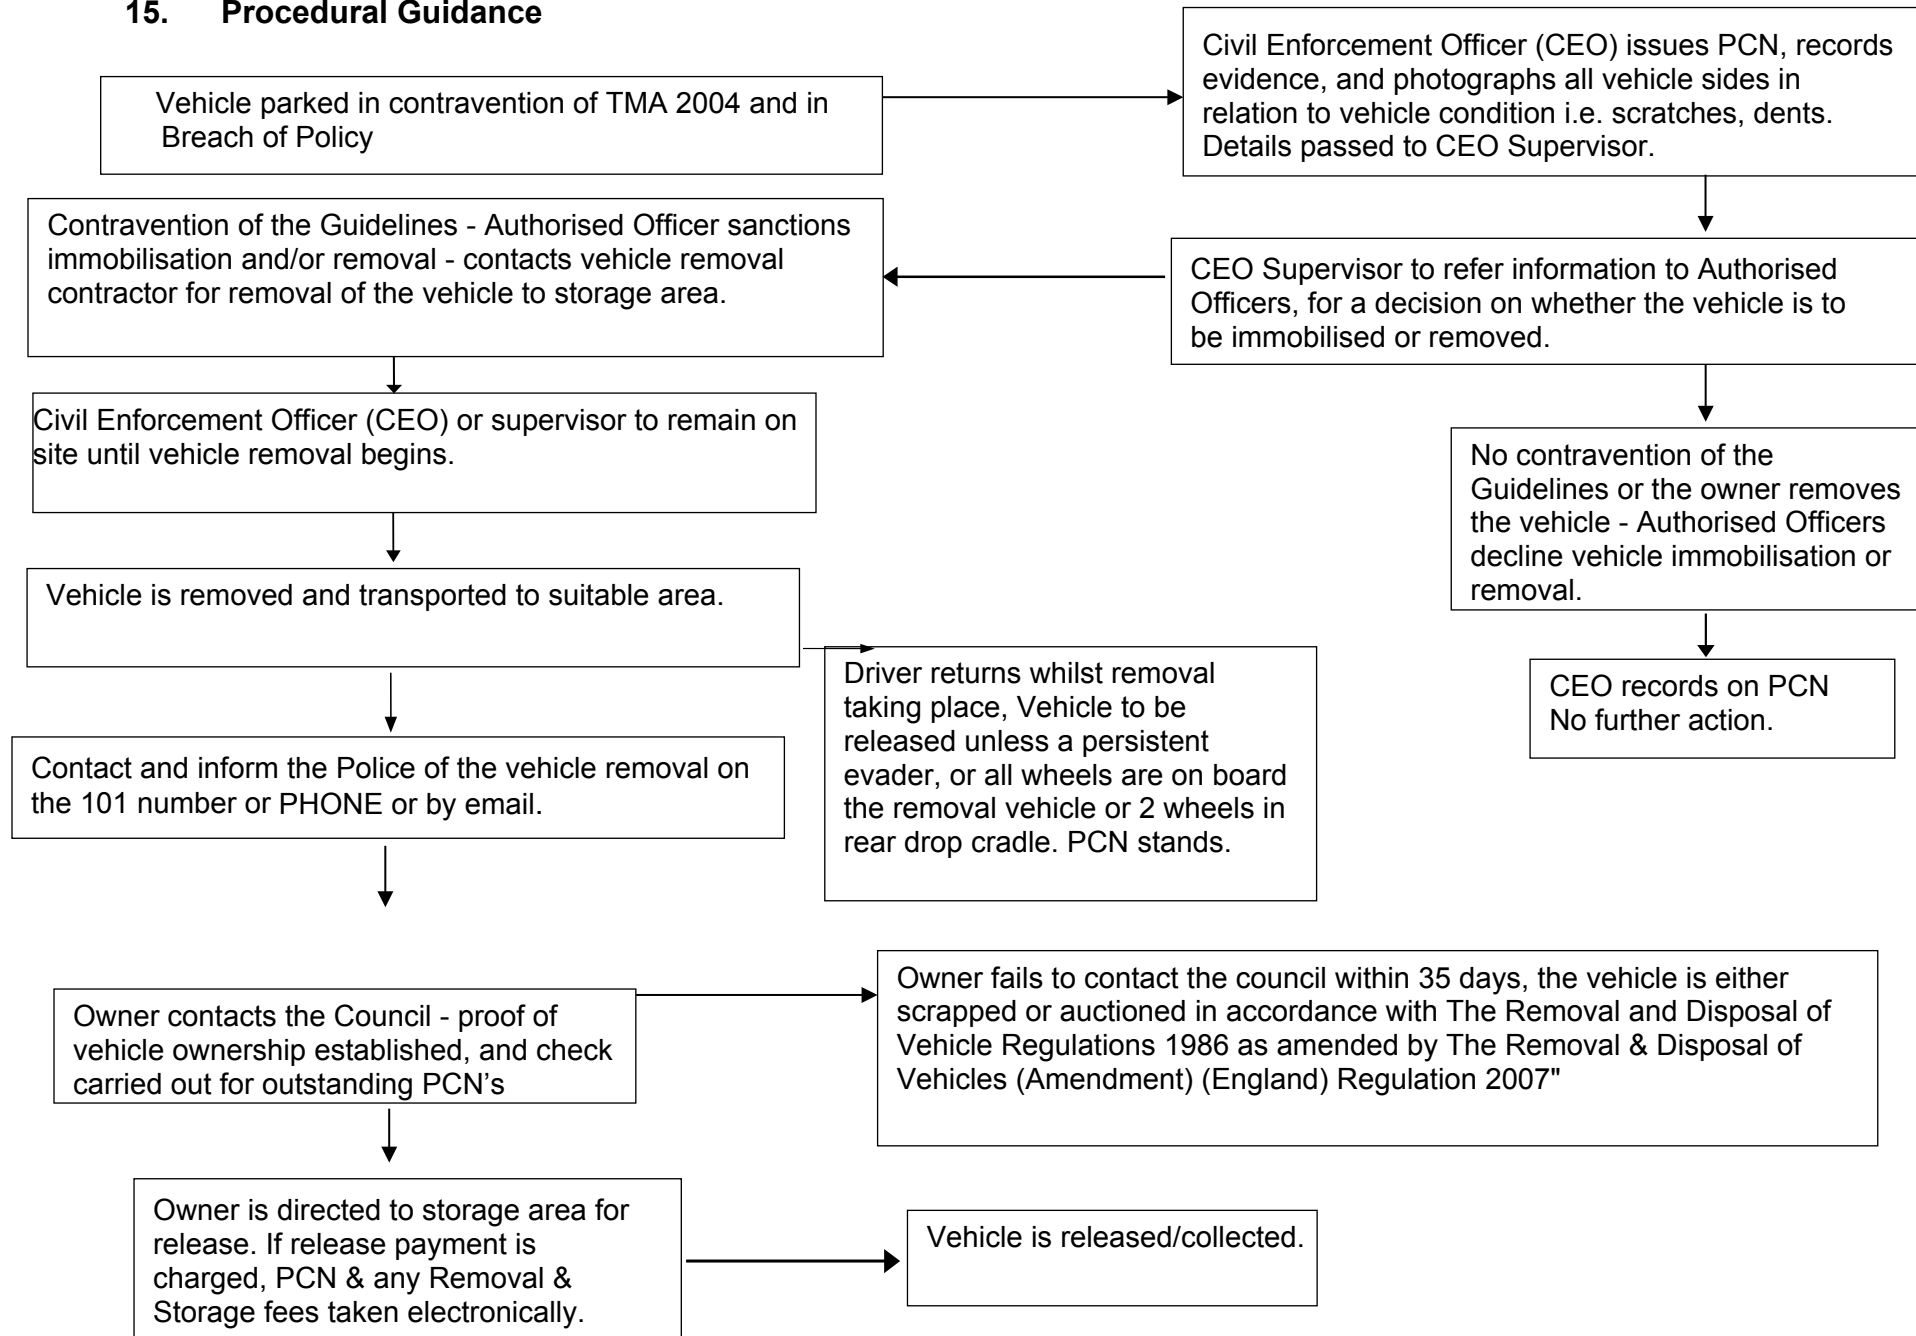 15. Procedural Guidance
Vehicle parked in contravention of TMA 2004 and in
Breach of Policy
Civil Enforcement Officer (CEO) issues PCN, records
evidence, and photographs all vehicle sides in
relation to vehicle condition i.e. scratches, dents.
Details passed to CEO Supervisor.
Contravention of the Guidelines - Authorised Officer sanctions
immobilisation and/or removal - contacts vehicle removal
contractor for removal of the vehicle to storage area.
CEO Supervisor to refer information to Authorised
Officers, for a decision on whether the vehicle is to
be immobilised or removed.
Civil Enforcement Officer (CEO) or supervisor to remain on
site until vehicle removal begins.
No contravention of the
Guidelines or the owner removes
the vehicle - Authorised Officers
decline vehicle immobilisation or
removal.
Vehicle is removed and transported to suitable area.
Driver returns whilst removal
taking place, Vehicle to be
released unless a persistent
evader, or all wheels are on board
the removal vehicle or 2 wheels in
rear drop cradle. PCN stands.
CEO records on PCN
No further action.
Contact and inform the Police of the vehicle removal on
the 101 number or PHONE or by email.
Owner contacts the Council - proof of
vehicle ownership established, and check
carried out for outstanding PCN's
Owner fails to contact the council within 35 days, the vehicle is either
scrapped or auctioned in accordance with The Removal and Disposal of
Vehicle Regulations 1986 as amended by The Removal & Disposal of
Vehicles (Amendment) (England) Regulation 2007"
Owner is directed to storage area for
release. If release payment is
charged, PCN & any Removal &
Storage fees taken electronically.
Vehicle is released/collected.